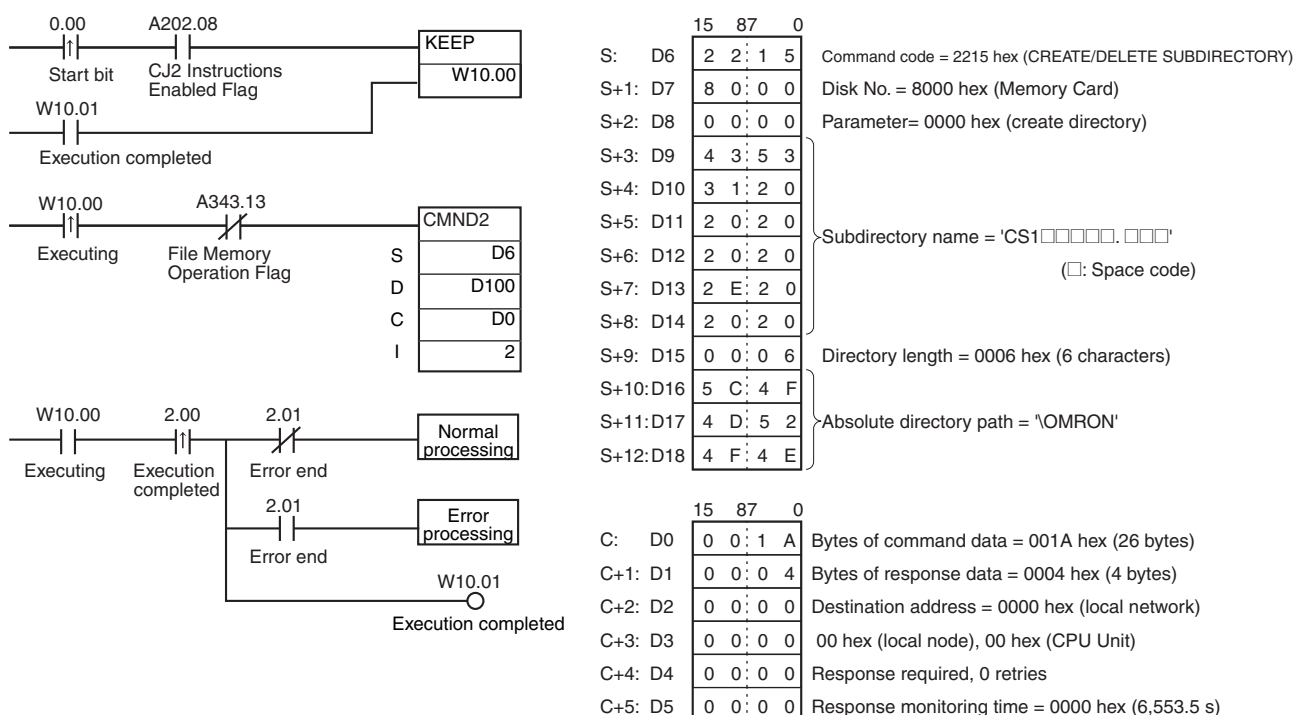 0.00 A202.08
KEEP
W10.00
Start bit
CJ2 Instructions
Enabled Flag
W10.01
Execution completed
W10.00 A343.13
CMND2
Executing
File Memory
Operation Flag
S D6
D D100
C D0
I 2
W10.00 2.00 2.01
Normal
processing
Executing
Execution
completed
Error end
2.01
Error
processing
Error end
W10.01
Execution completed
15 87 0
S: D6 2 2 1 5 Command code = 2215 hex (CREATE/DELETE SUBDIRECTORY)
S+1: D7 8 0 0 0 Disk No. = 8000 hex (Memory Card)
S+2: D8 0 0 0 0 Parameter= 0000 hex (create directory)
S+3: D9 4 3 5 3
S+4: D10 3 1 2 0
S+5: D11 2 0 2 0
Subdirectory name = 'CS1□□□□□. □□□'
S+6: D12 2 0 2 0
(□: Space code)
S+7: D13 2 E 2 0
S+8: D14 2 0 2 0
S+9: D15 0 0 0 6 Directory length = 0006 hex (6 characters)
S+10: D16 5 C 4 F
S+11: D17 4 D 5 2 Absolute directory path = '\OMRON'
S+12: D18 4 F 4 E
15 87 0
C: D0 0 0 1 A Bytes of command data = 001A hex (26 bytes)
C+1: D1 0 0 0 4 Bytes of response data = 0004 hex (4 bytes)
C+2: D2 0 0 0 0 Destination address = 0000 hex (local network)
C+3: D3 0 0 0 0 00 hex (local node), 00 hex (CPU Unit)
C+4: D4 0 0 0 0 Response required, 0 retries
C+5: D5 0 0 0 0 Response monitoring time = 0000 hex (6,553.5 s)